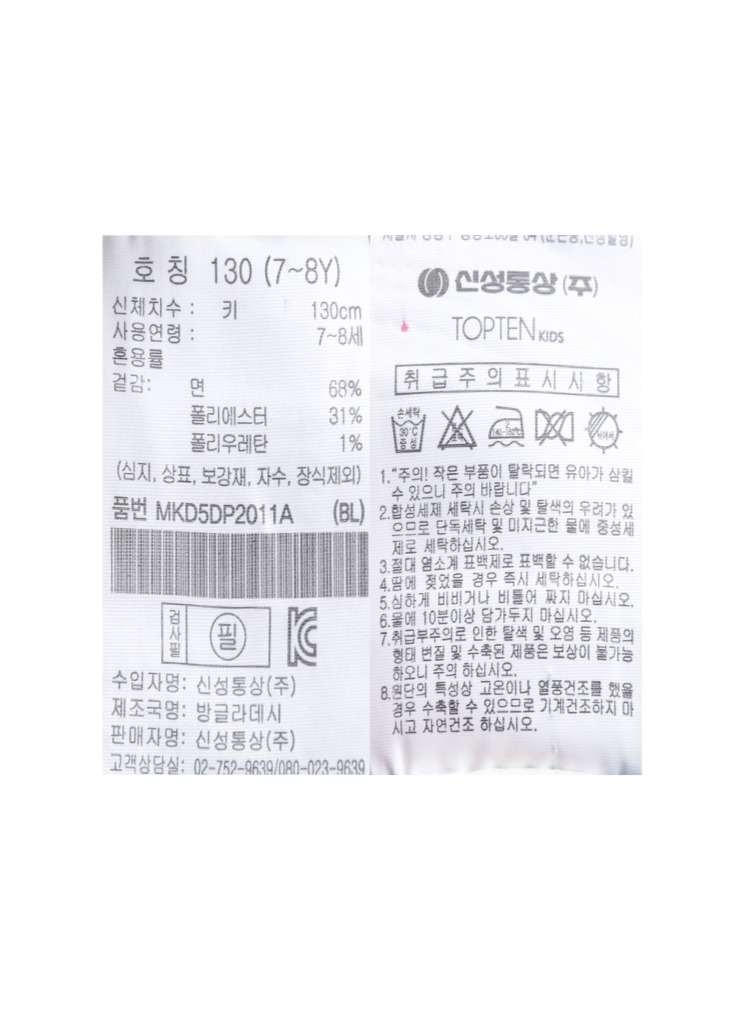 호 칭 130 (7~8Y)
신체치수 : 키 130cm
사용연령 : 7~8세
혼용률
겉감: 면 68%
폴리에스터 31%
폴리우레탄 1%
(심지, 상표, 보강재, 자수, 장식제외)
품번 MKD5DP2011A (BL)
검사필 필
수입자명: 신성통상(주)
제조국명: 방글라데시
판매자명: 신성통상(주)
고객상담실: 02-752-9639/080-023-9639
신성통상(주)
TOPTEN KIDS
취급주의표시사항
손세탁
30℃
중성
140~160℃
1."주의! 작은 부품이 탈락되면 유아가 삼킬
수 있으니 주의 바랍니다"
2.합성세제 세탁시 손상 및 탈색의 우려가 있
으므로 단독세탁 및 미지근한 물에 중성세
제로 세탁하십시오.
3.절대 염소계 표백제로 표백할 수 없습니다.
4.땀에 젖었을 경우 즉시 세탁하십시오.
5.심하게 비비거나 비틀어 짜지 마십시오.
6.물에 10분이상 담가두지 마십시오.
7.취급부주의로 인한 탈색 및 오염 등 제품의
형태 변질 및 수축된 제품은 보상이 불가능
하오니 주의 하십시오.
8.원단의 특성상 고온이나 열풍건조를 했을
경우 수축할 수 있으므로 기계건조하지 마
시고 자연건조 하십시오.